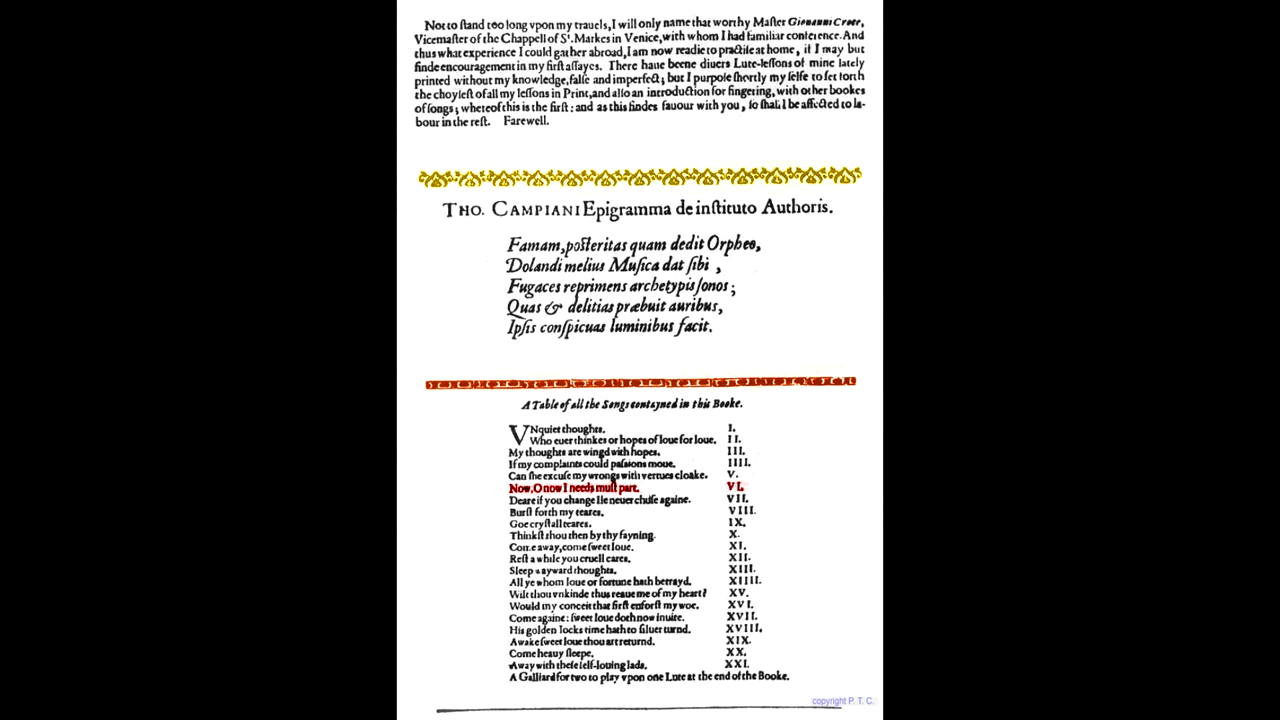 Not to ſtand too long vpon my trauels, I will only name that worthy Maſter Giouanni Croce,
Vicemaſter of the Chappell of St. Markes in Venice, with whom I had familiar conference. And
thus what experience I could gather abroad, I am now readie to practiſe at home, if I may but
finde encouragement in my firſt aſſayes. There haue beene diuers Lute-leſſons of mine lately
printed without my knowledge, falſe and imperfect; but I purpoſe ſhortly my ſelfe to ſet forth
the choyſeſt of all my leſſons in Print, and alſo an introduction for fingering, with other bookes
of ſongs; whereof this is the firſt: and as this findes fauour with you, ſo ſhall I be affected to la-
bour in the reſt. Farewell.
THO. CAMPIANI Epigramma de inſtituto Authoris.
Famam, poſteritas quam dedit Orpheo,
Dolandi melius Muſica dat ſibi ,
Fugaces reprimens archetypis ſonos ;
Quas & delitias præbuit auribus,
Ipſis conſpicuas luminibus facit.
A Table of all the Songs contayned in this Booke.
VNquiet thoughts. I.
Who euer thinkes or hopes of loue for loue. II.
My thoughts are wingd with hopes. III.
If my complaints could paſsions moue. IIII.
Can ſhe excuſe my wrongs with vertues cloake. V.
Now, O now I needs muſt part. VI.
Deare if you change Ile neuer chuſe againe. VII.
Burſt forth my teares. VIII.
Goe cryſtall teares. IX.
Thinkſt thou then by thy fayning. X.
Come away, come ſweet loue. XI.
Reſt a while you cruell cares. XII.
Sleep wayward thoughts. XIII.
All ye whom loue or fortune hath betrayd. XIIII.
Wilt thou vnkinde thus reaue me of my heart? XV.
Would my conceit that firſt enforſt my woe. XVI.
Come againe: ſweet loue doth now inuite. XVII.
His golden locks time hath to ſiluer turnd. XVIII.
Awake ſweet loue thou art returnd. XIX.
Come heauy ſleepe. XX.
Away with theſe ſelf-louing lads. XXI.
A Galliard for two to play vpon one Lute at the end of the Booke.
copyright P. T. C.